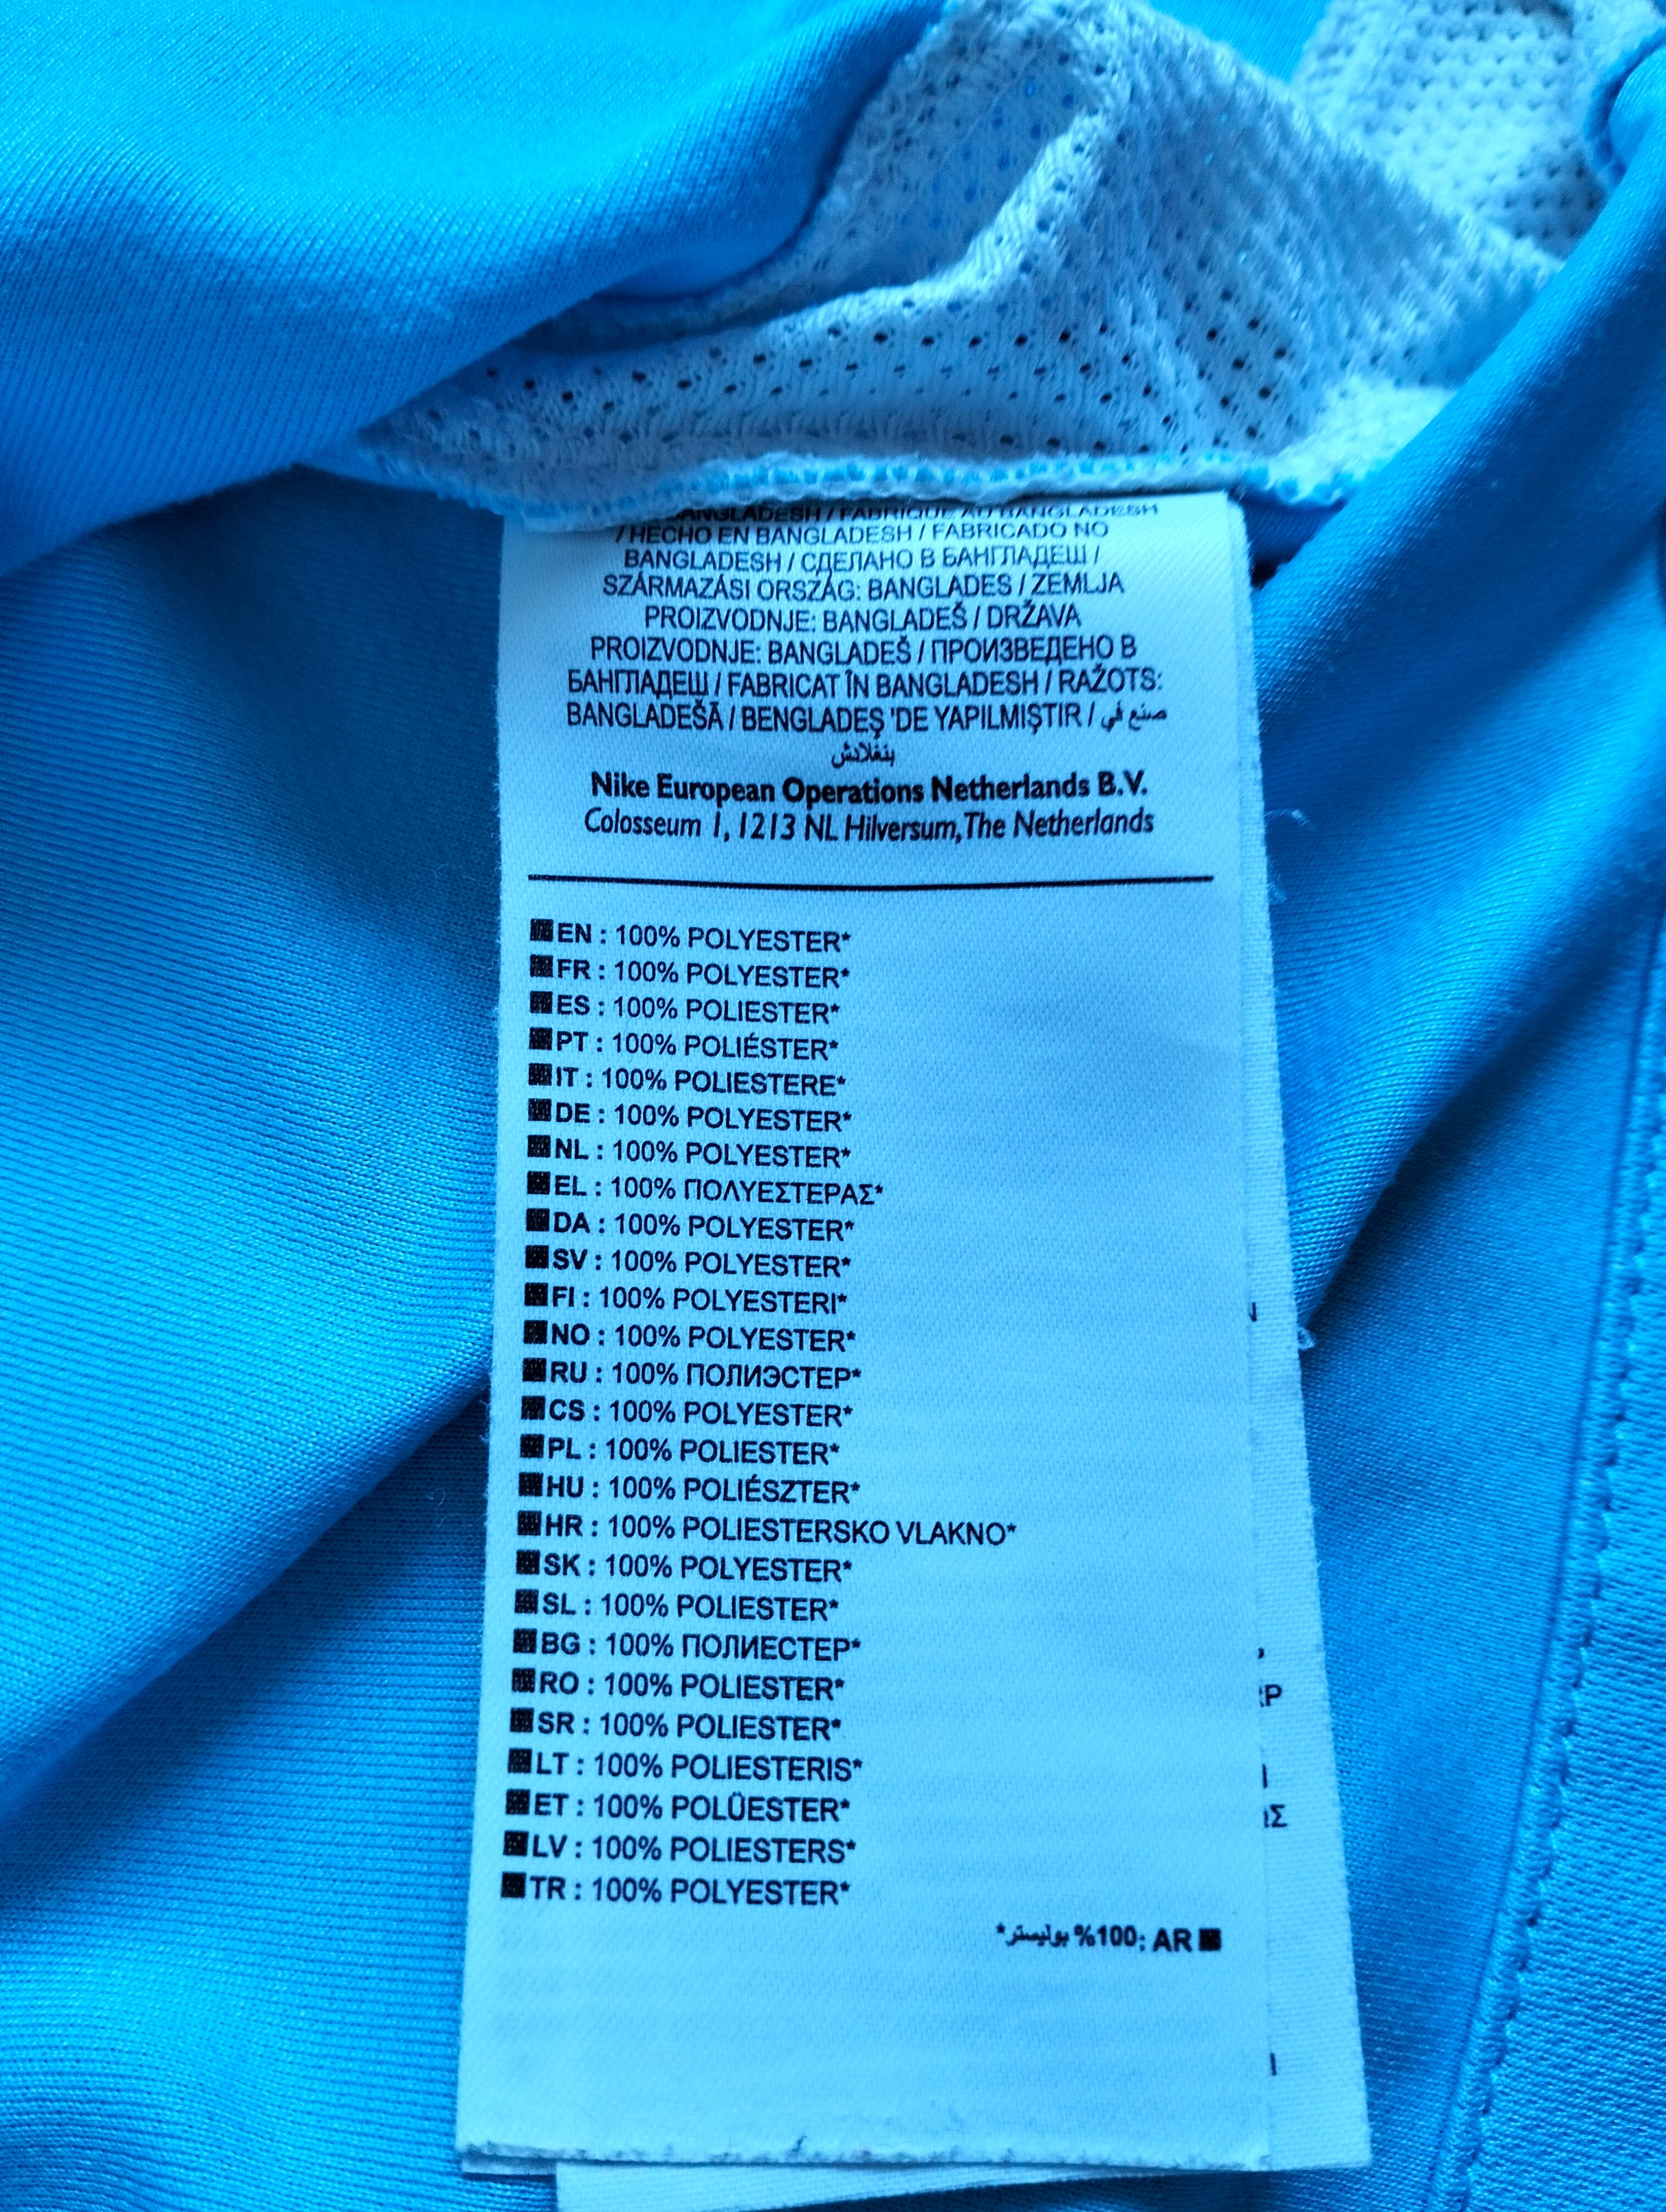 BANGLADESH / FABRIQUÉ AU BANGLADESH
/ HECHO EN BANGLADESH / FABRICADO NO
BANGLADESH / СДЕЛАНО В БАНГЛАДЕШ /
SZÁRMAZÁSI ORSZÁG: BANGLADES / ZEMLJA
PROIZVODNJE: BANGLADEŠ / DRŽAVA
PROIZVODNJE: BANGLADEŠ / ПРОИЗВЕДЕНО В
БАНГЛАДЕШ / FABRICAT ÎN BANGLADESH / RAŽOTS:
BANGLADEŠĀ / BENGLADEŞ 'DE YAPILMIŞTIR / صنع في
بنغلادش
Nike European Operations Netherlands B.V.
Colosseum 1, 1213 NL Hilversum, The Netherlands
EN : 100% POLYESTER*
FR : 100% POLYESTER*
ES : 100% POLIESTER*
PT : 100% POLIÉSTER*
IT : 100% POLIESTERE*
DE : 100% POLYESTER*
NL : 100% POLYESTER*
EL : 100% ΠΟΛΥΕΣΤΕΡΑΣ*
DA : 100% POLYESTER*
SV : 100% POLYESTER*
FI : 100% POLYESTERI*
NO : 100% POLYESTER*
RU : 100% ПОЛИЭСТЕР*
CS : 100% POLYESTER*
PL : 100% POLIESTER*
HU : 100% POLIÉSZTER*
HR : 100% POLIESTERSKO VLAKNO*
SK : 100% POLYESTER*
SL : 100% POLIESTER*
BG : 100% ПОЛИЕСТЕР*
RO : 100% POLIESTER*
SR : 100% POLIESTER*
LT : 100% POLIESTERIS*
ET : 100% POLÜESTER*
LV : 100% POLIESTERS*
TR : 100% POLYESTER*
AR :100% بوليستر*